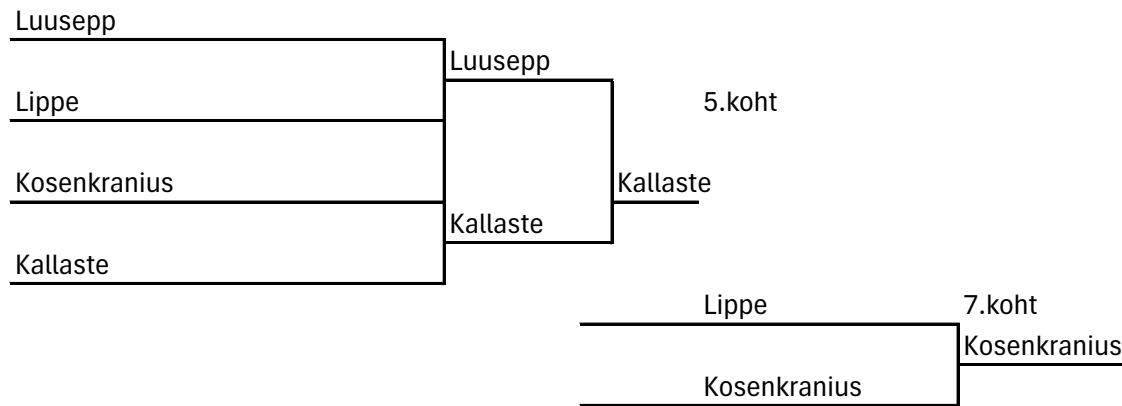 Luusepp
Luusepp
Lippe 5.koht
Kosenkranius Kallaste
Kallaste
Kallaste
Lippe 7.koht
Kosenkranius
Kosenkranius